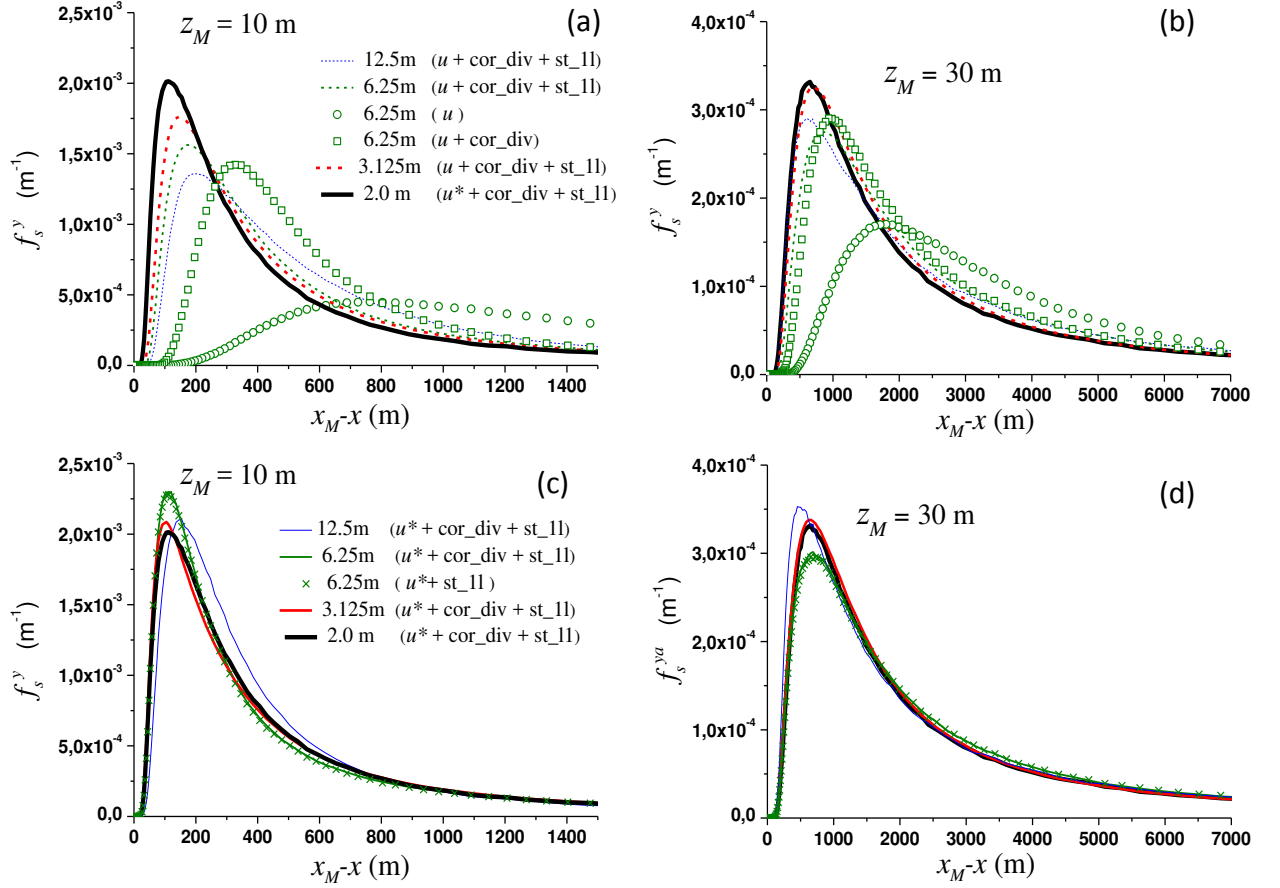 (a)
z_M = 10 m
2,5x10⁻³
2,0x10⁻³
1,5x10⁻³
1,0x10⁻³
5,0x10⁻⁴
0,0
f_s^y (m⁻¹)
12.5m (u + cor_div + st_1l)
6.25m (u + cor_div + st_1l)
6.25m (u)
6.25m (u + cor_div)
3.125m (u + cor_div + st_1l)
2.0 m (u* + cor_div + st_1l)
0 200 400 600 800 1000 1200 1400
x_M-x (m)
(b)
z_M = 30 m
4,0x10⁻⁴
3,0x10⁻⁴
2,0x10⁻⁴
1,0x10⁻⁴
0,0
f_s^y (m⁻¹)
0 1000 2000 3000 4000 5000 6000 7000
x_M-x (m)
(c)
z_M = 10 m
2,5x10⁻³
2,0x10⁻³
1,5x10⁻³
1,0x10⁻³
5,0x10⁻⁴
0,0
f_s^y (m⁻¹)
12.5m (u* + cor_div + st_1l)
6.25m (u* + cor_div + st_1l)
6.25m (u*+ st_1l)
3.125m (u* + cor_div + st_1l)
2.0 m (u* + cor_div + st_1l)
0 200 400 600 800 1000 1200 1400
x_M-x (m)
(d)
z_M = 30 m
4,0x10⁻⁴
3,0x10⁻⁴
2,0x10⁻⁴
1,0x10⁻⁴
0,0
f_s^ya (m⁻¹)
0 1000 2000 3000 4000 5000 6000 7000
x_M-x (m)